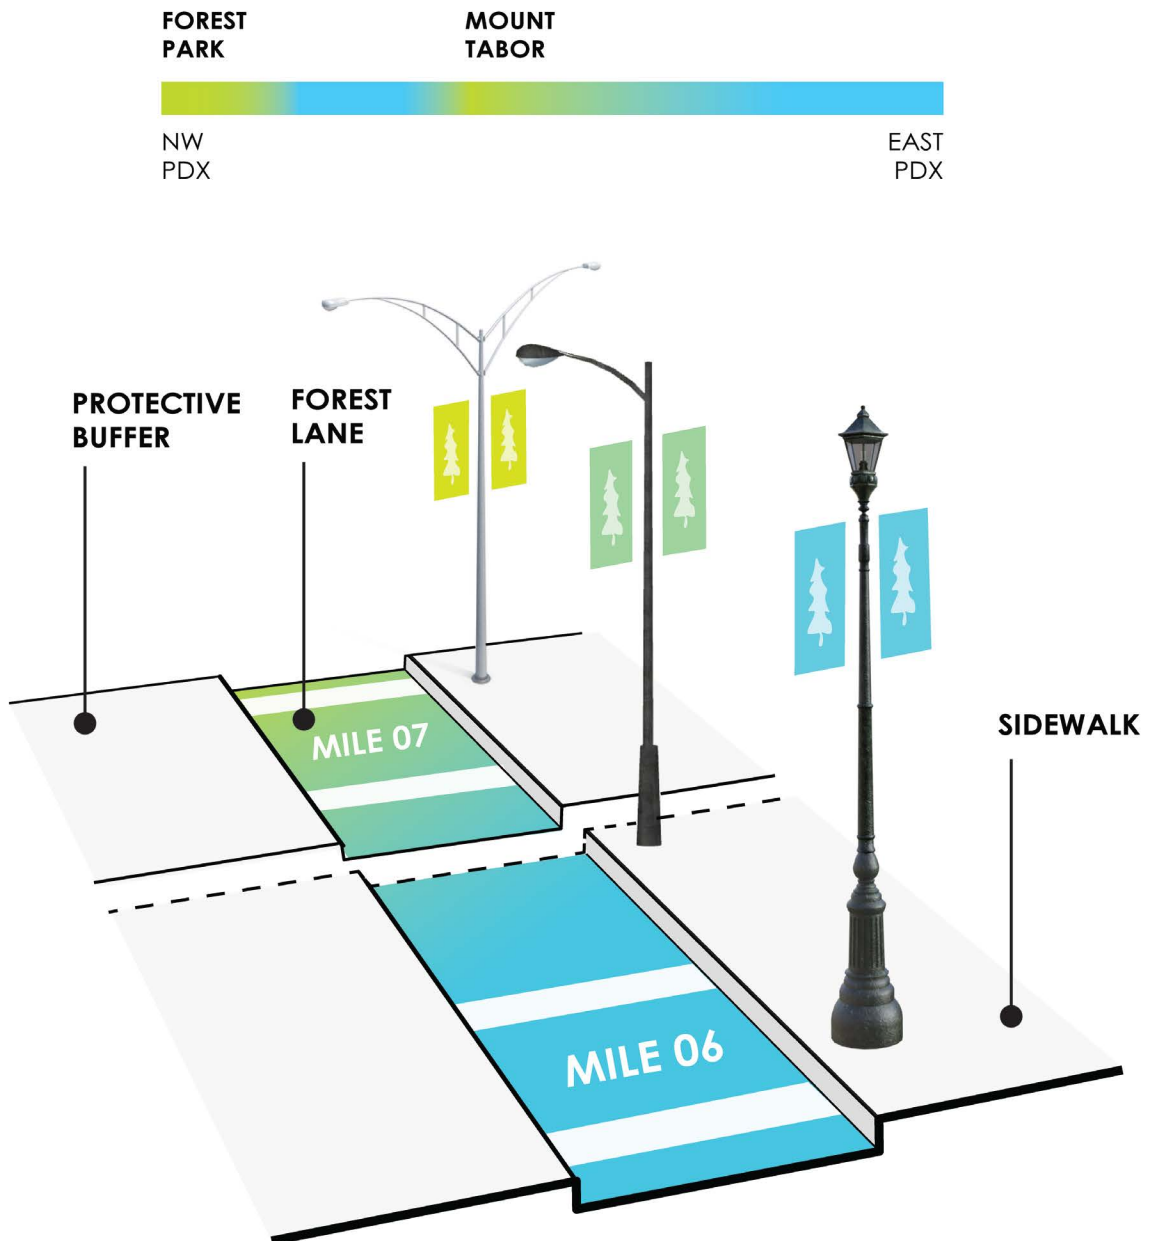 FOREST
PARK
MOUNT
TABOR
NW
PDX
EAST
PDX
PROTECTIVE
BUFFER
FOREST
LANE
MILE 07
SIDEWALK
MILE 06